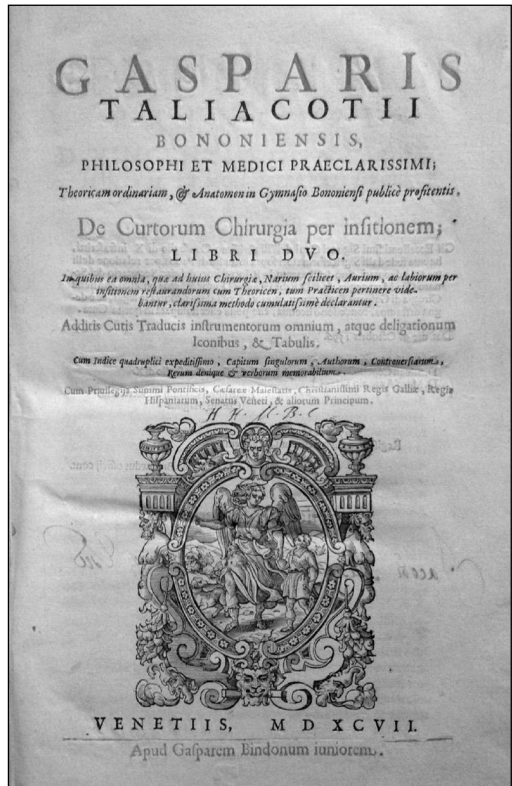 GASPARIS
TALIACOTII
BONONIENSIS,
PHILOSOPHI ET MEDICI PRAECLARISSIMI;
Theoricam ordinariam, & Anatomen in Gymnasio Bononiensi publicè profitentis.
De Curtorum Chirurgia per insitionem;
LIBRI DVO.
In quibus ea omnia, quæ ad huius Chirurgiæ, Narium scilicet, Aurium, ac labiorum per
insitionem restaurandorum cum Theoricen, tum Practicen pertinere vide-
bantur, clarissima methodo cumulatissimè declarantur.
Additis Cutis Traducis instrumentorum omnium, atque deligationum
Iconibus, & Tabulis.
Cum Indice quadruplici expeditissimo, Capitum singulorum, Authorum, Controuersiarum,
Rerum denique & verborum memorabilium.
Cum Priuilegijs Summi Pontificis, Cæsareæ Maiestatis, Christianissimi Regis Galliæ, Regis
Hispaniarum, Senatus Veneti, & aliorum Principum.
VENETIIS, M D XCVII.
Apud Gasparem Bindonum iuniorem.